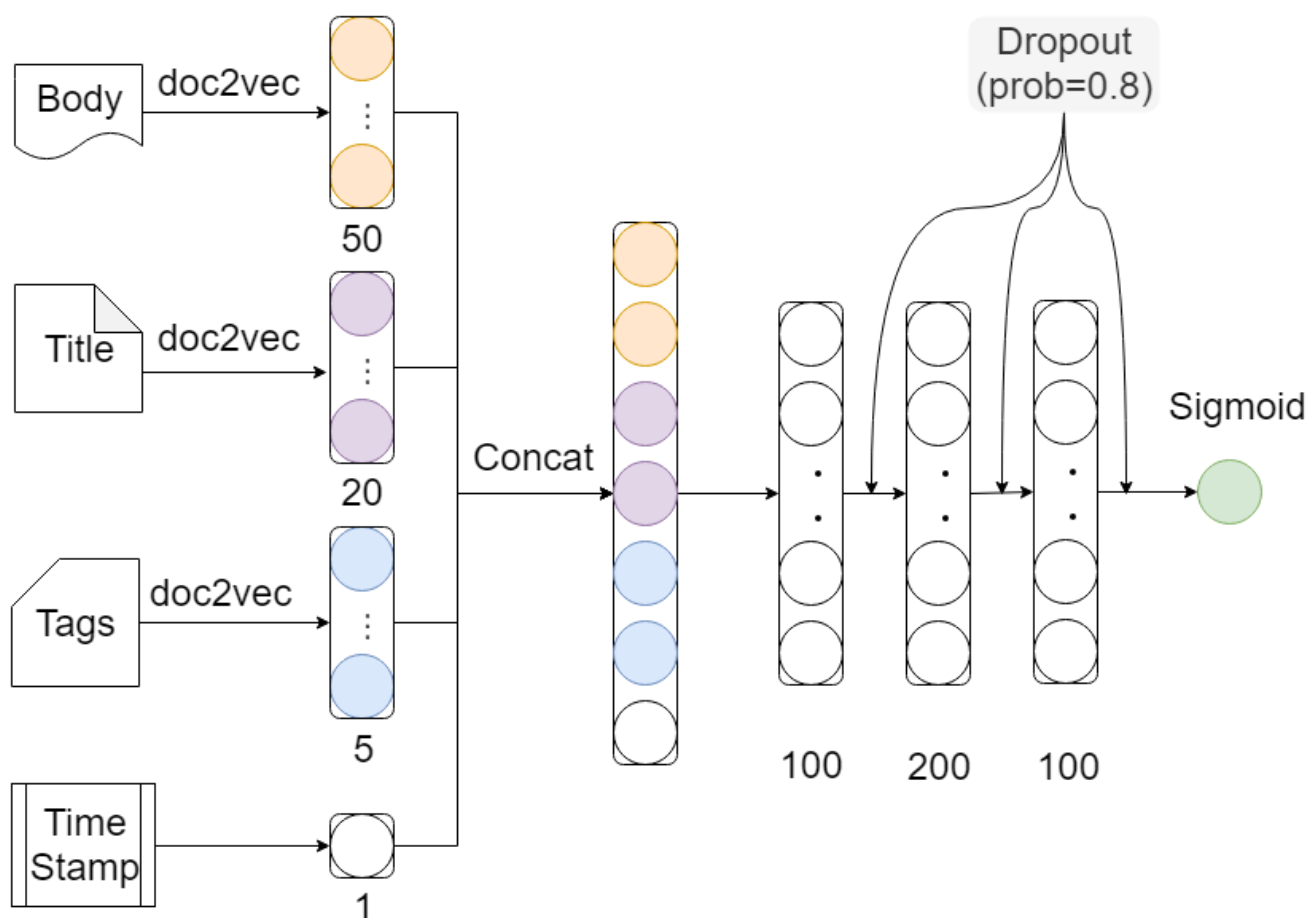 Body
doc2vec
50
Title
doc2vec
20
Tags
doc2vec
5
Time
Stamp
1
Concat
100
200
100
Dropout
(prob=0.8)
Sigmoid